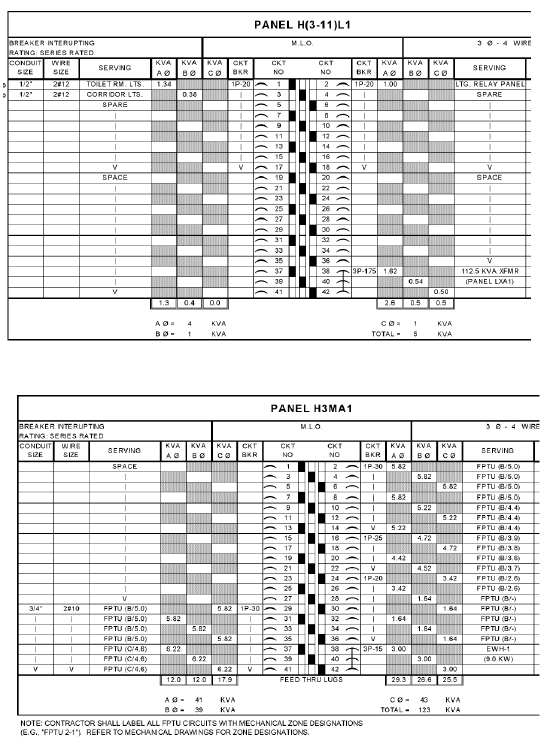 PANEL H(3-11)L1
BREAKER INTERUPTING
RATING: SERIES RATED
M.L.O.
3 Ø - 4 WIRE
CONDUIT SIZE WIRE SIZE SERVING KVA A Ø KVA B Ø KVA C Ø CKT BKR CKT NO CKT NO CKT BKR KVA A Ø KVA B Ø KVA C Ø SERVING
1/2" 2#12 TOILET RM. LTS. 1.34 1P-20 1 2 1P-20 1.00 LTG. RELAY PANEL
1/2" 2#12 CORRIDOR LTS. 0.38 | 3 4 | SPARE
SPARE | 5 6 | |
| | 7 8 | |
| | 9 10 | |
| | 11 12 | |
| | 13 14 | |
| | 15 16 | |
V V 17 18 V V
SPACE 19 20 SPACE
| 21 22 |
| 23 24 |
| 25 26 |
| 27 28 |
| 29 30 |
| 31 32 |
| 33 34 |
| 35 36 V
| 37 38 3P-175 1.62 112.5 KVA XFMR
| 39 40 0.54 (PANEL LXA1)
V 41 42 0.50
1.3 0.4 0.0 2.6 0.5 0.5
A Ø = 4 KVA C Ø = 1 KVA
B Ø = 1 KVA TOTAL = 5 KVA
PANEL H3MA1
BREAKER INTERUPTING
RATING: SERIES RATED
M.L.O.
3 Ø - 4 WIRE
CONDUIT SIZE WIRE SIZE SERVING KVA A Ø KVA B Ø KVA C Ø CKT BKR CKT NO CKT NO CKT BKR KVA A Ø KVA B Ø KVA C Ø SERVING
SPACE 1 2 1P-30 5.82 FPTU (B/5.0)
| 3 4 | 5.82 FPTU (B/5.0)
| 5 6 | 5.82 FPTU (B/5.0)
| 7 8 | 5.82 FPTU (B/5.0)
| 9 10 | 5.22 FPTU (B/4.4)
| 11 12 | 5.22 FPTU (B/4.4)
| 13 14 V 5.22 FPTU (B/4.4)
| 15 16 1P-25 4.72 FPTU (B/3.9)
| 17 18 | 4.72 FPTU (B/3.8)
| 19 20 | 4.42 FPTU (B/3.6)
| 21 22 V 4.52 FPTU (B/3.7)
| 23 24 1P-20 3.42 FPTU (B/2.6)
| 25 26 | 3.42 FPTU (B/2.6)
V 27 28 | 1.64 FPTU (B/-)
3/4" 2#10 FPTU (B/5.0) 5.82 1P-30 29 30 | 1.64 FPTU (B/-)
| | FPTU (B/5.0) 5.82 | 31 32 | 1.64 FPTU (B/-)
| | FPTU (B/5.0) 5.82 | 33 34 | 1.64 FPTU (B/-)
| | FPTU (B/5.0) 5.82 | 35 36 V 1.64 FPTU (B/-)
| | FPTU (C/4.6) 6.22 | 37 38 3P-15 3.00 EWH-1
| | FPTU (C/4.6) 6.22 | 39 40 3.00 (9.0 KW)
V V FPTU (C/4.6) 6.22 V 41 42 3.00
12.0 12.0 17.9 FEED THRU LUGS 29.3 26.6 25.5
A Ø = 41 KVA C Ø = 43 KVA
B Ø = 39 KVA TOTAL = 123 KVA
NOTE: CONTRACTOR SHALL LABEL ALL FPTU CIRCUITS WITH MECHANICAL ZONE DESIGNATIONS
(E.G., "FPTU 2-1"). REFER TO MECHANICAL DRAWINGS FOR ZONE DESIGNATIONS.